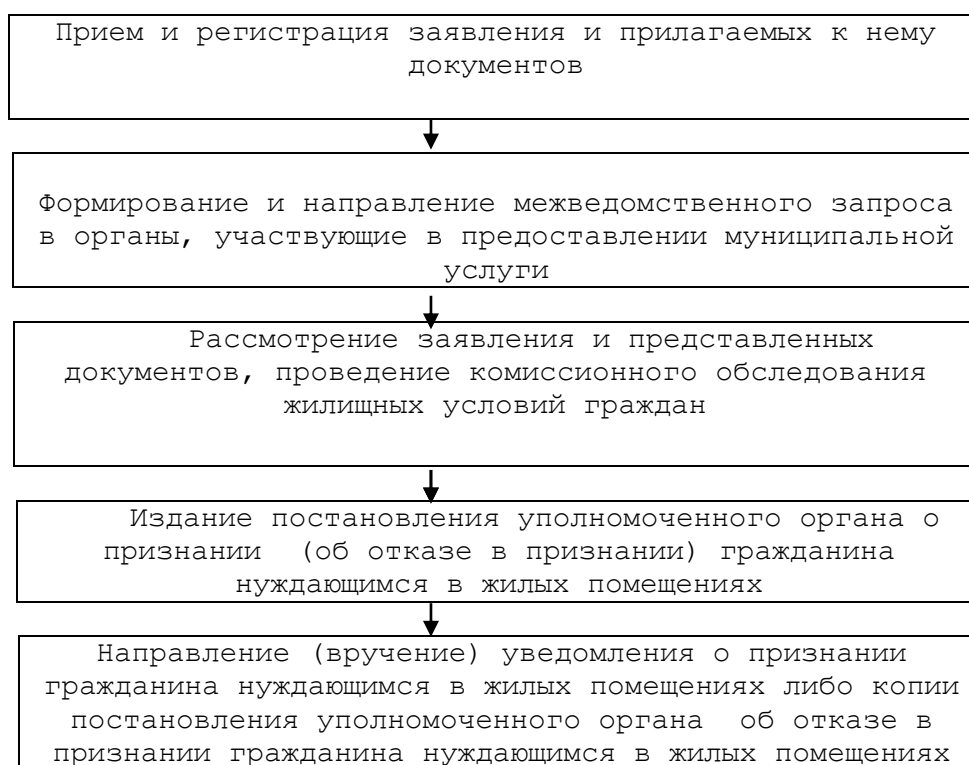 Прием и регистрация заявления и прилагаемых к нему
документов
Формирование и направление межведомственного запроса
в органы, участвующие в предоставлении муниципальной
услуги
Рассмотрение заявления и представленных
документов, проведение комиссионного обследования
жилищных условий граждан
Издание постановления уполномоченного органа о
признании (об отказе в признании) гражданина
нуждающимся в жилых помещениях
Направление (вручение) уведомления о признании
гражданина нуждающимся в жилых помещениях либо копии
постановления уполномоченного органа об отказе в
признании гражданина нуждающимся в жилых помещениях